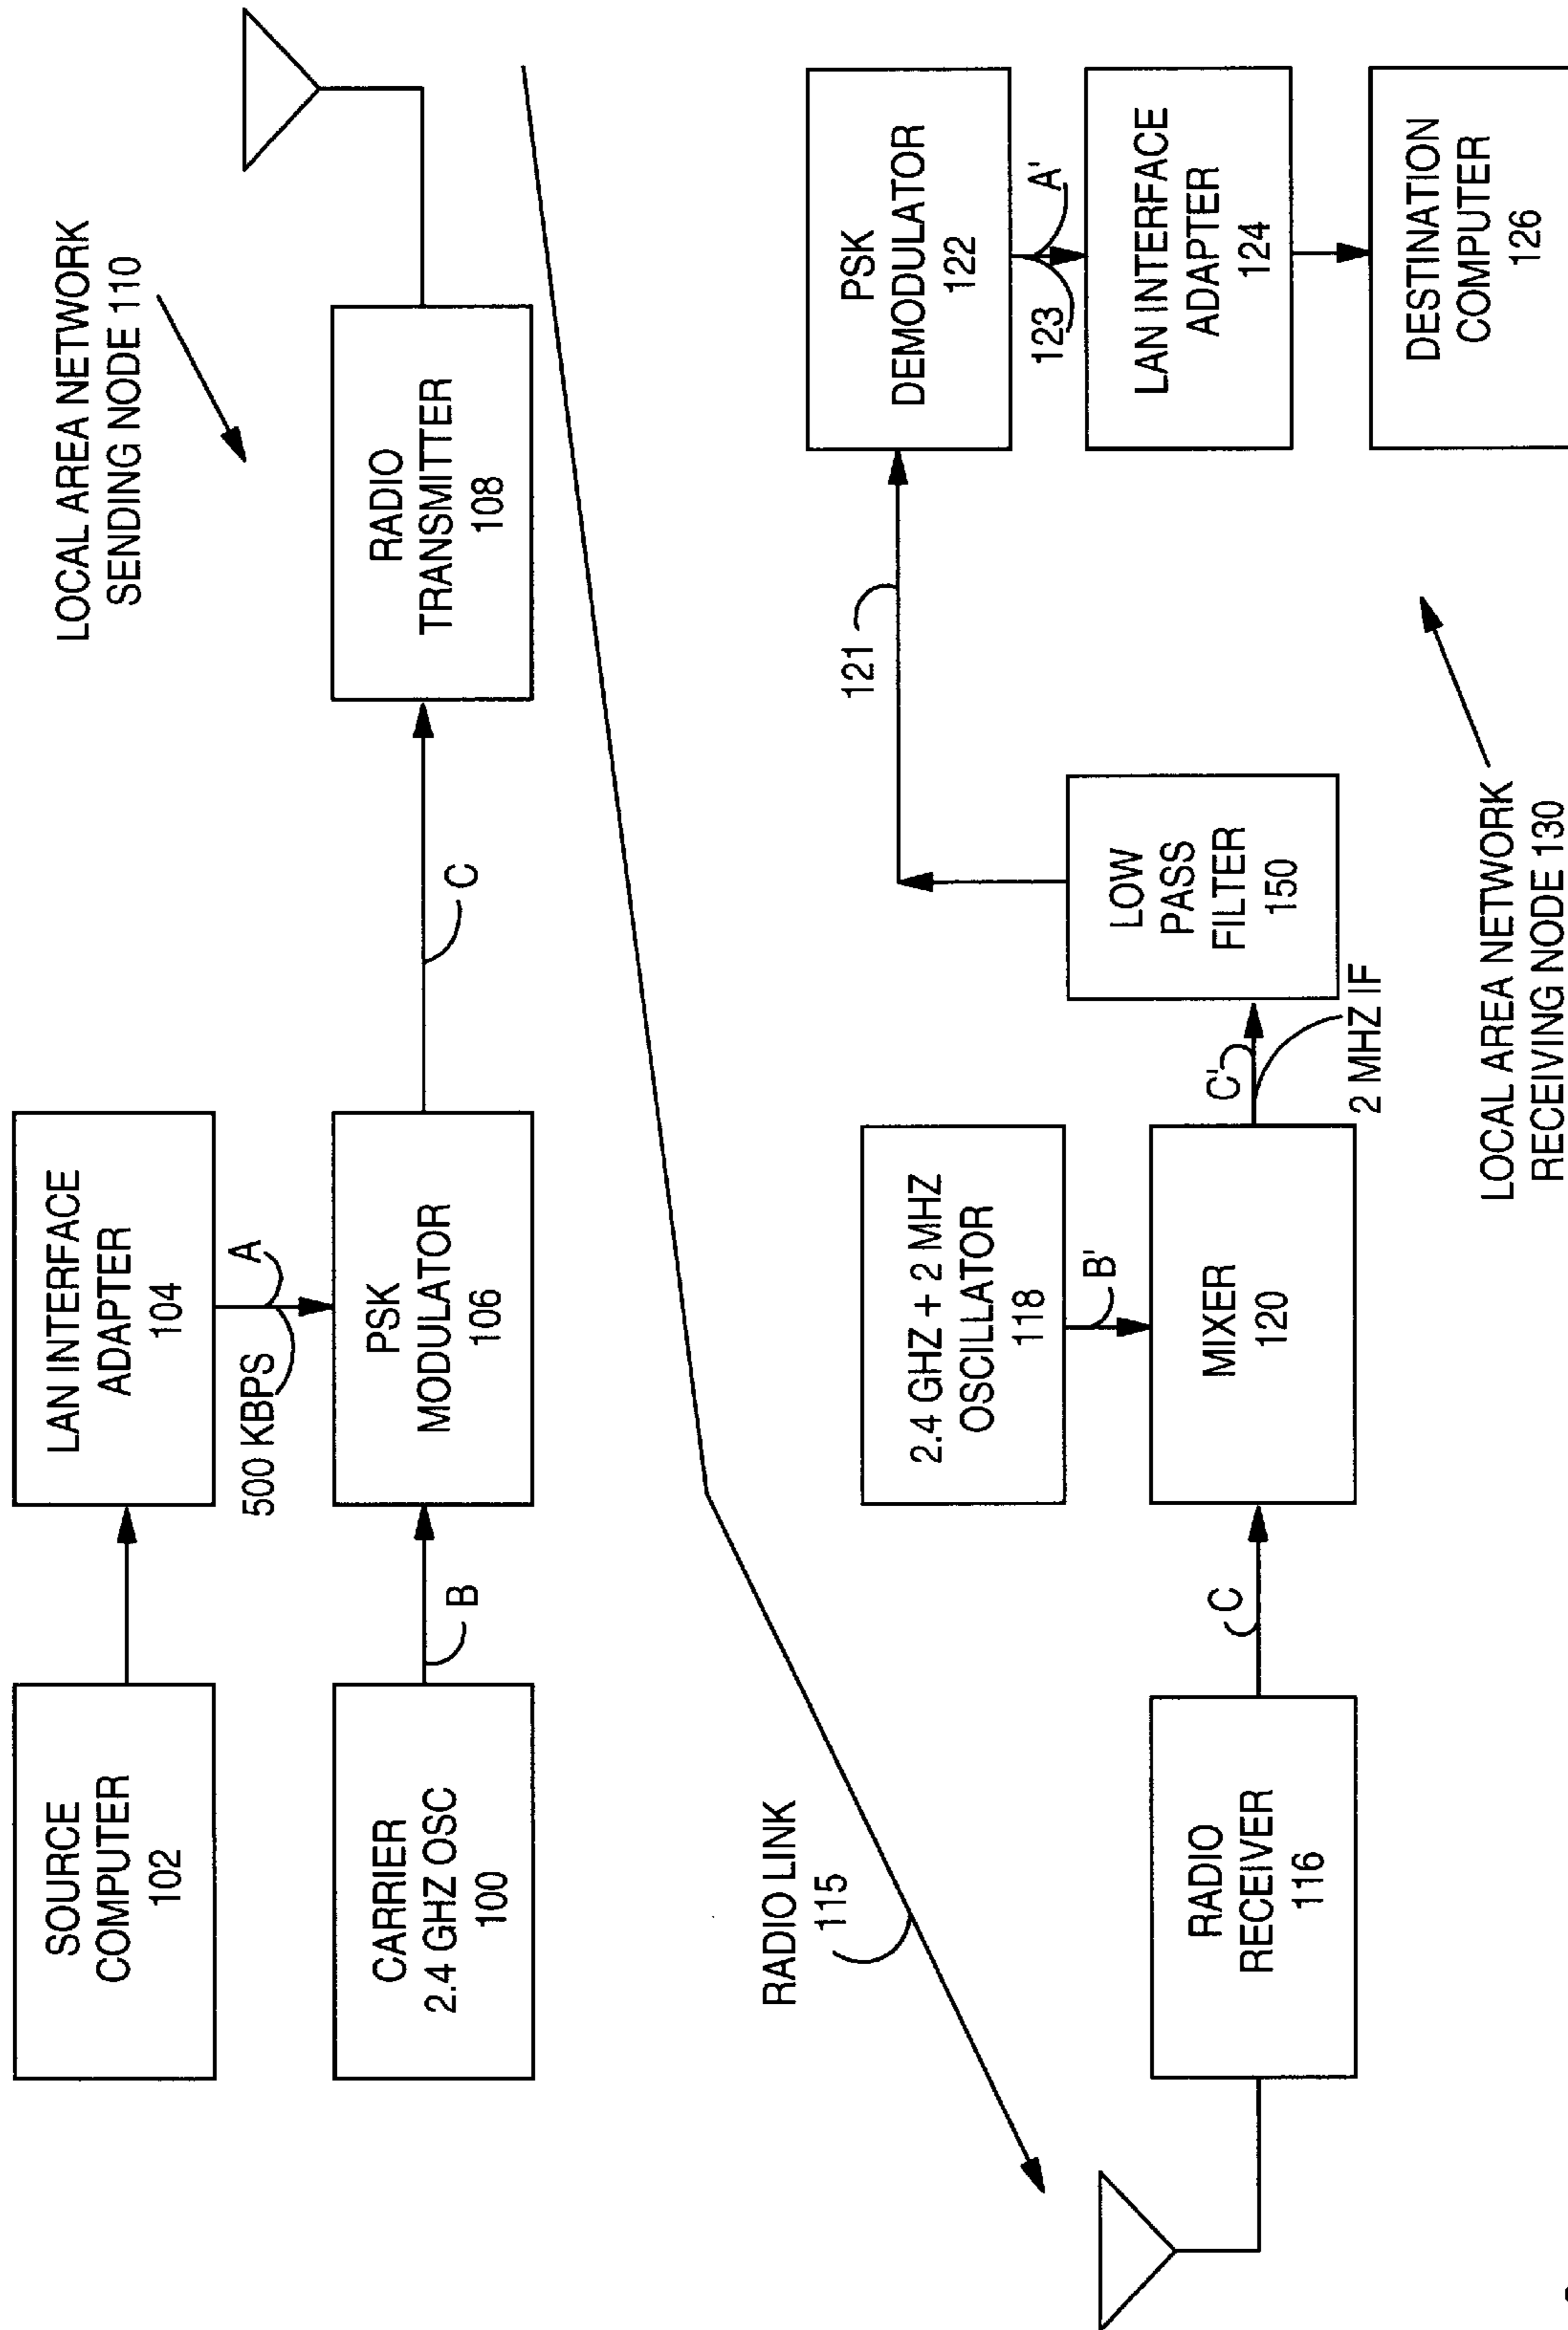 LOCAL AREA NETWORK
SENDING NODE 110
SOURCE
COMPUTER
102
LAN INTERFACE
ADAPTER
104
500 KBPS
A
CARRIER
2.4 GHZ OSC
100
B
PSK
MODULATOR
106
C
RADIO
TRANSMITTER
108
RADIO LINK
115
RADIO
RECEIVER
116
C
2.4 GHZ + 2 MHZ
OSCILLATOR
118
B'
MIXER
120
C'
2 MHZ IF
LOW
PASS
FILTER
150
121
PSK
DEMODULATOR
122
123
A'
LAN INTERFACE
ADAPTER
124
DESTINATION
COMPUTER
126
LOCAL AREA NETWORK
RECEIVING NODE 130